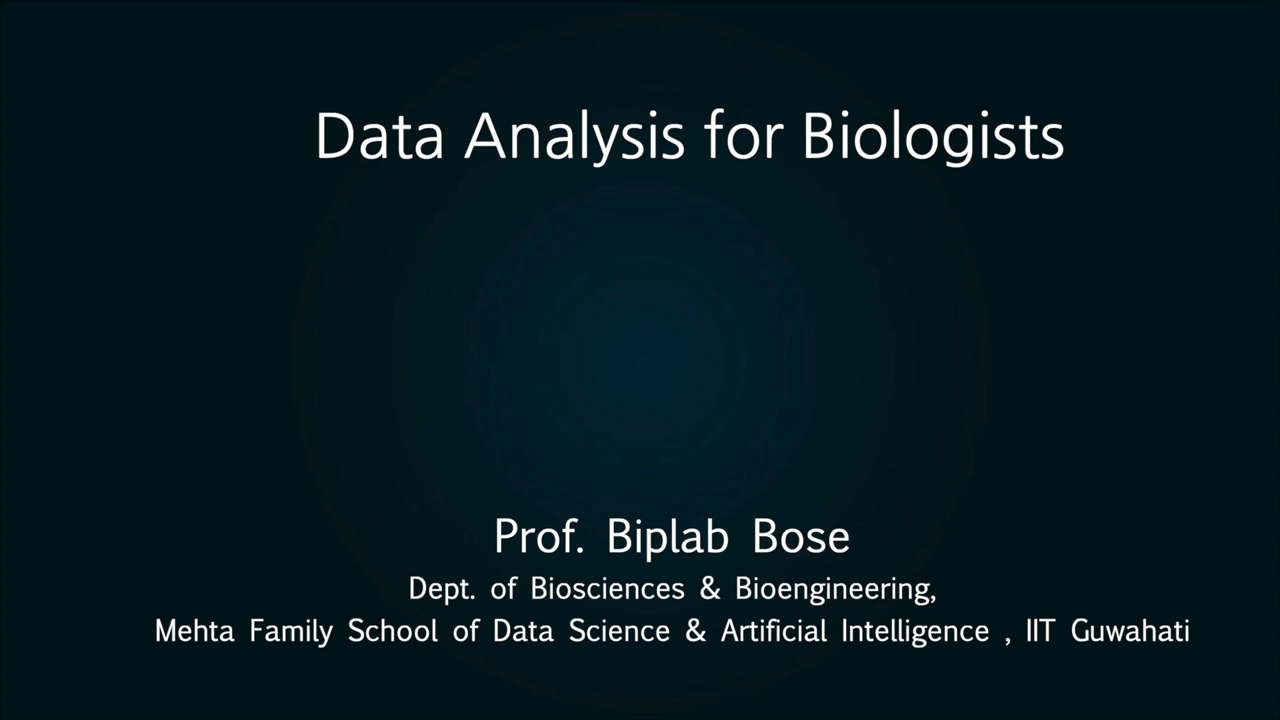 Data Analysis for Biologists
Prof. Biplab Bose
Dept. of Biosciences & Bioengineering,
Mehta Family School of Data Science & Artificial Intelligence , IIT Guwahati